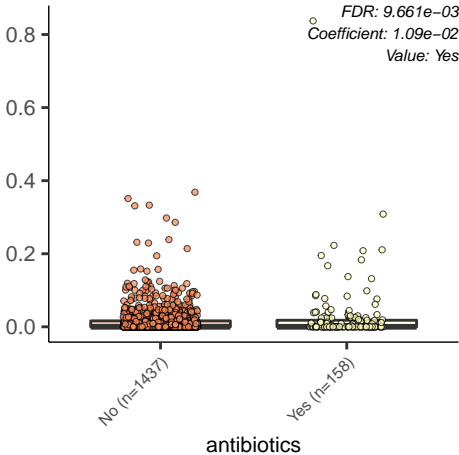 FDR: 9.661e−03
Coefficient: 1.09e−02
Value: Yes
0.8
0.6
0.4
0.2
0.0
No (n=1437)
Yes (n=158)
antibiotics